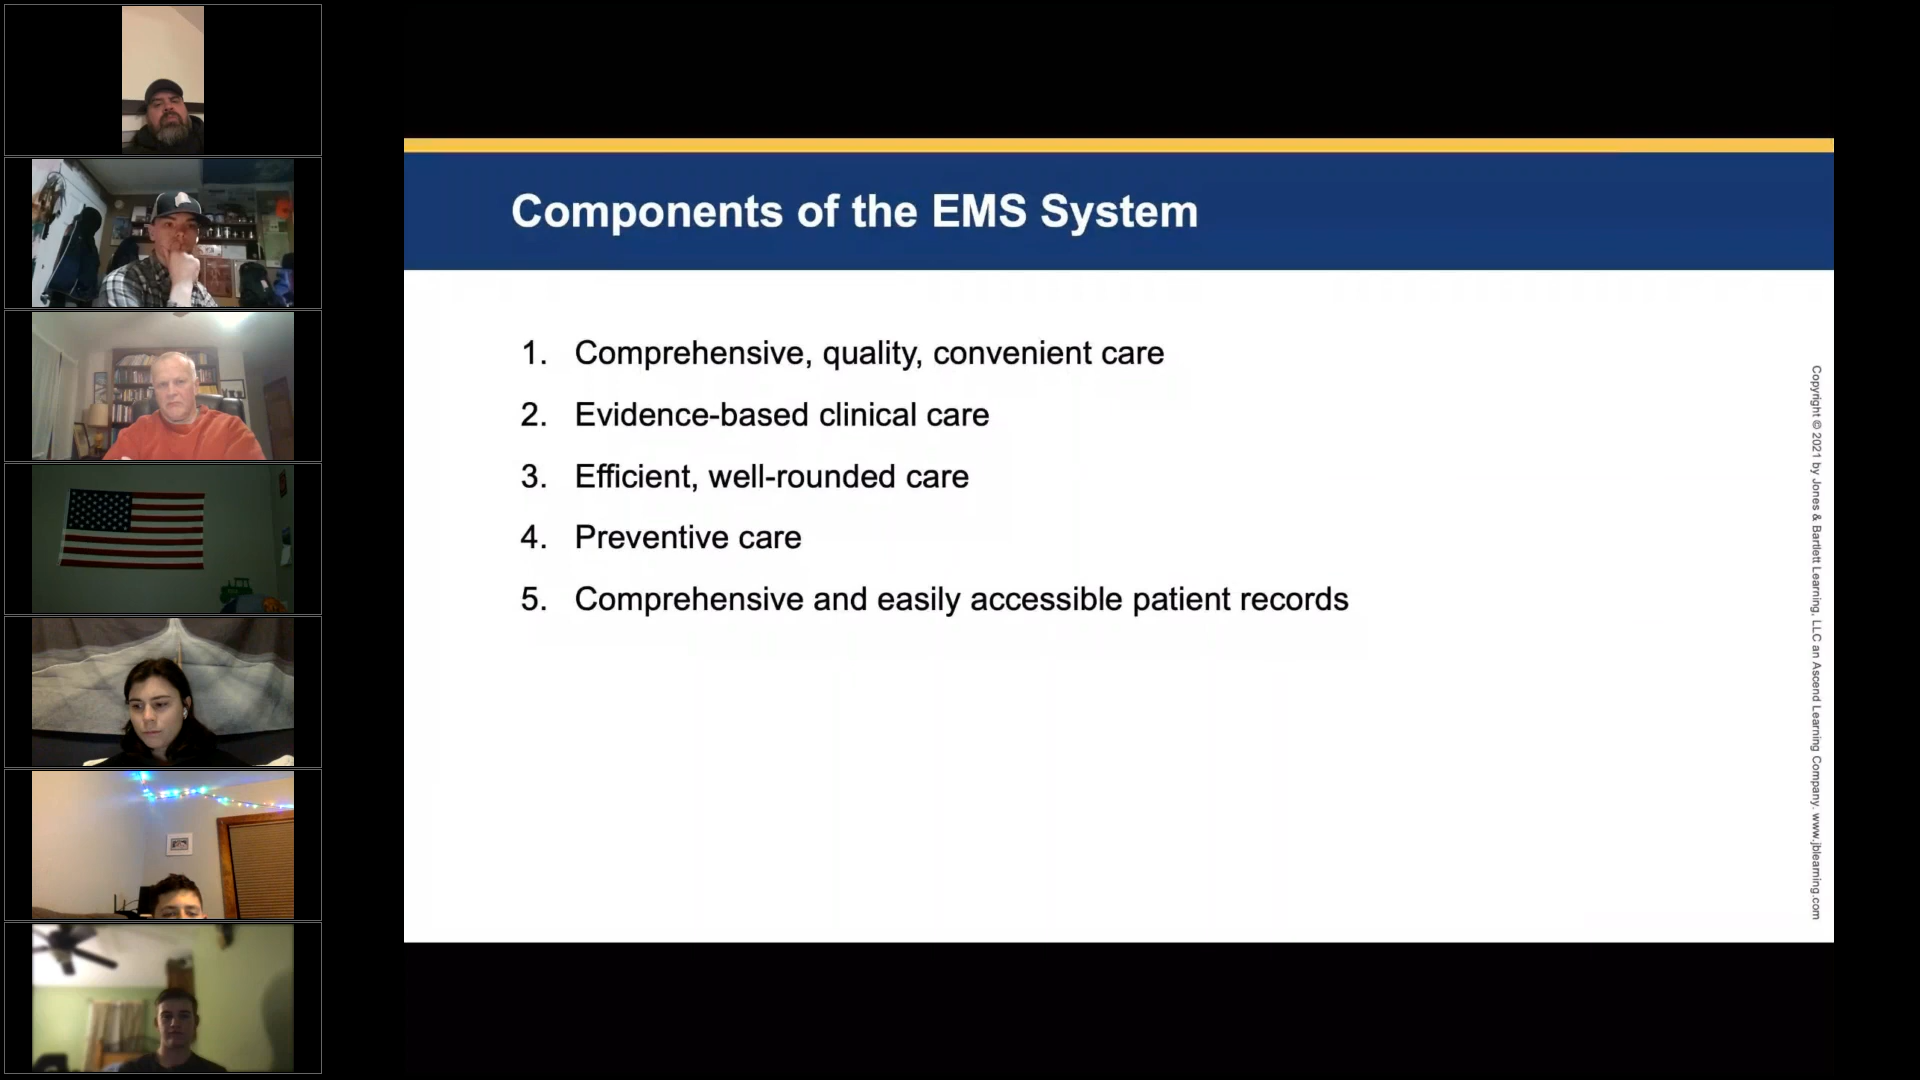 Components of the EMS System
1. Comprehensive, quality, convenient care
2. Evidence-based clinical care
3. Efficient, well-rounded care
4. Preventive care
5. Comprehensive and easily accessible patient records
Copyright © 2021 by Jones & Bartlett Learning, LLC an Ascend Learning Company. www.jblearning.com